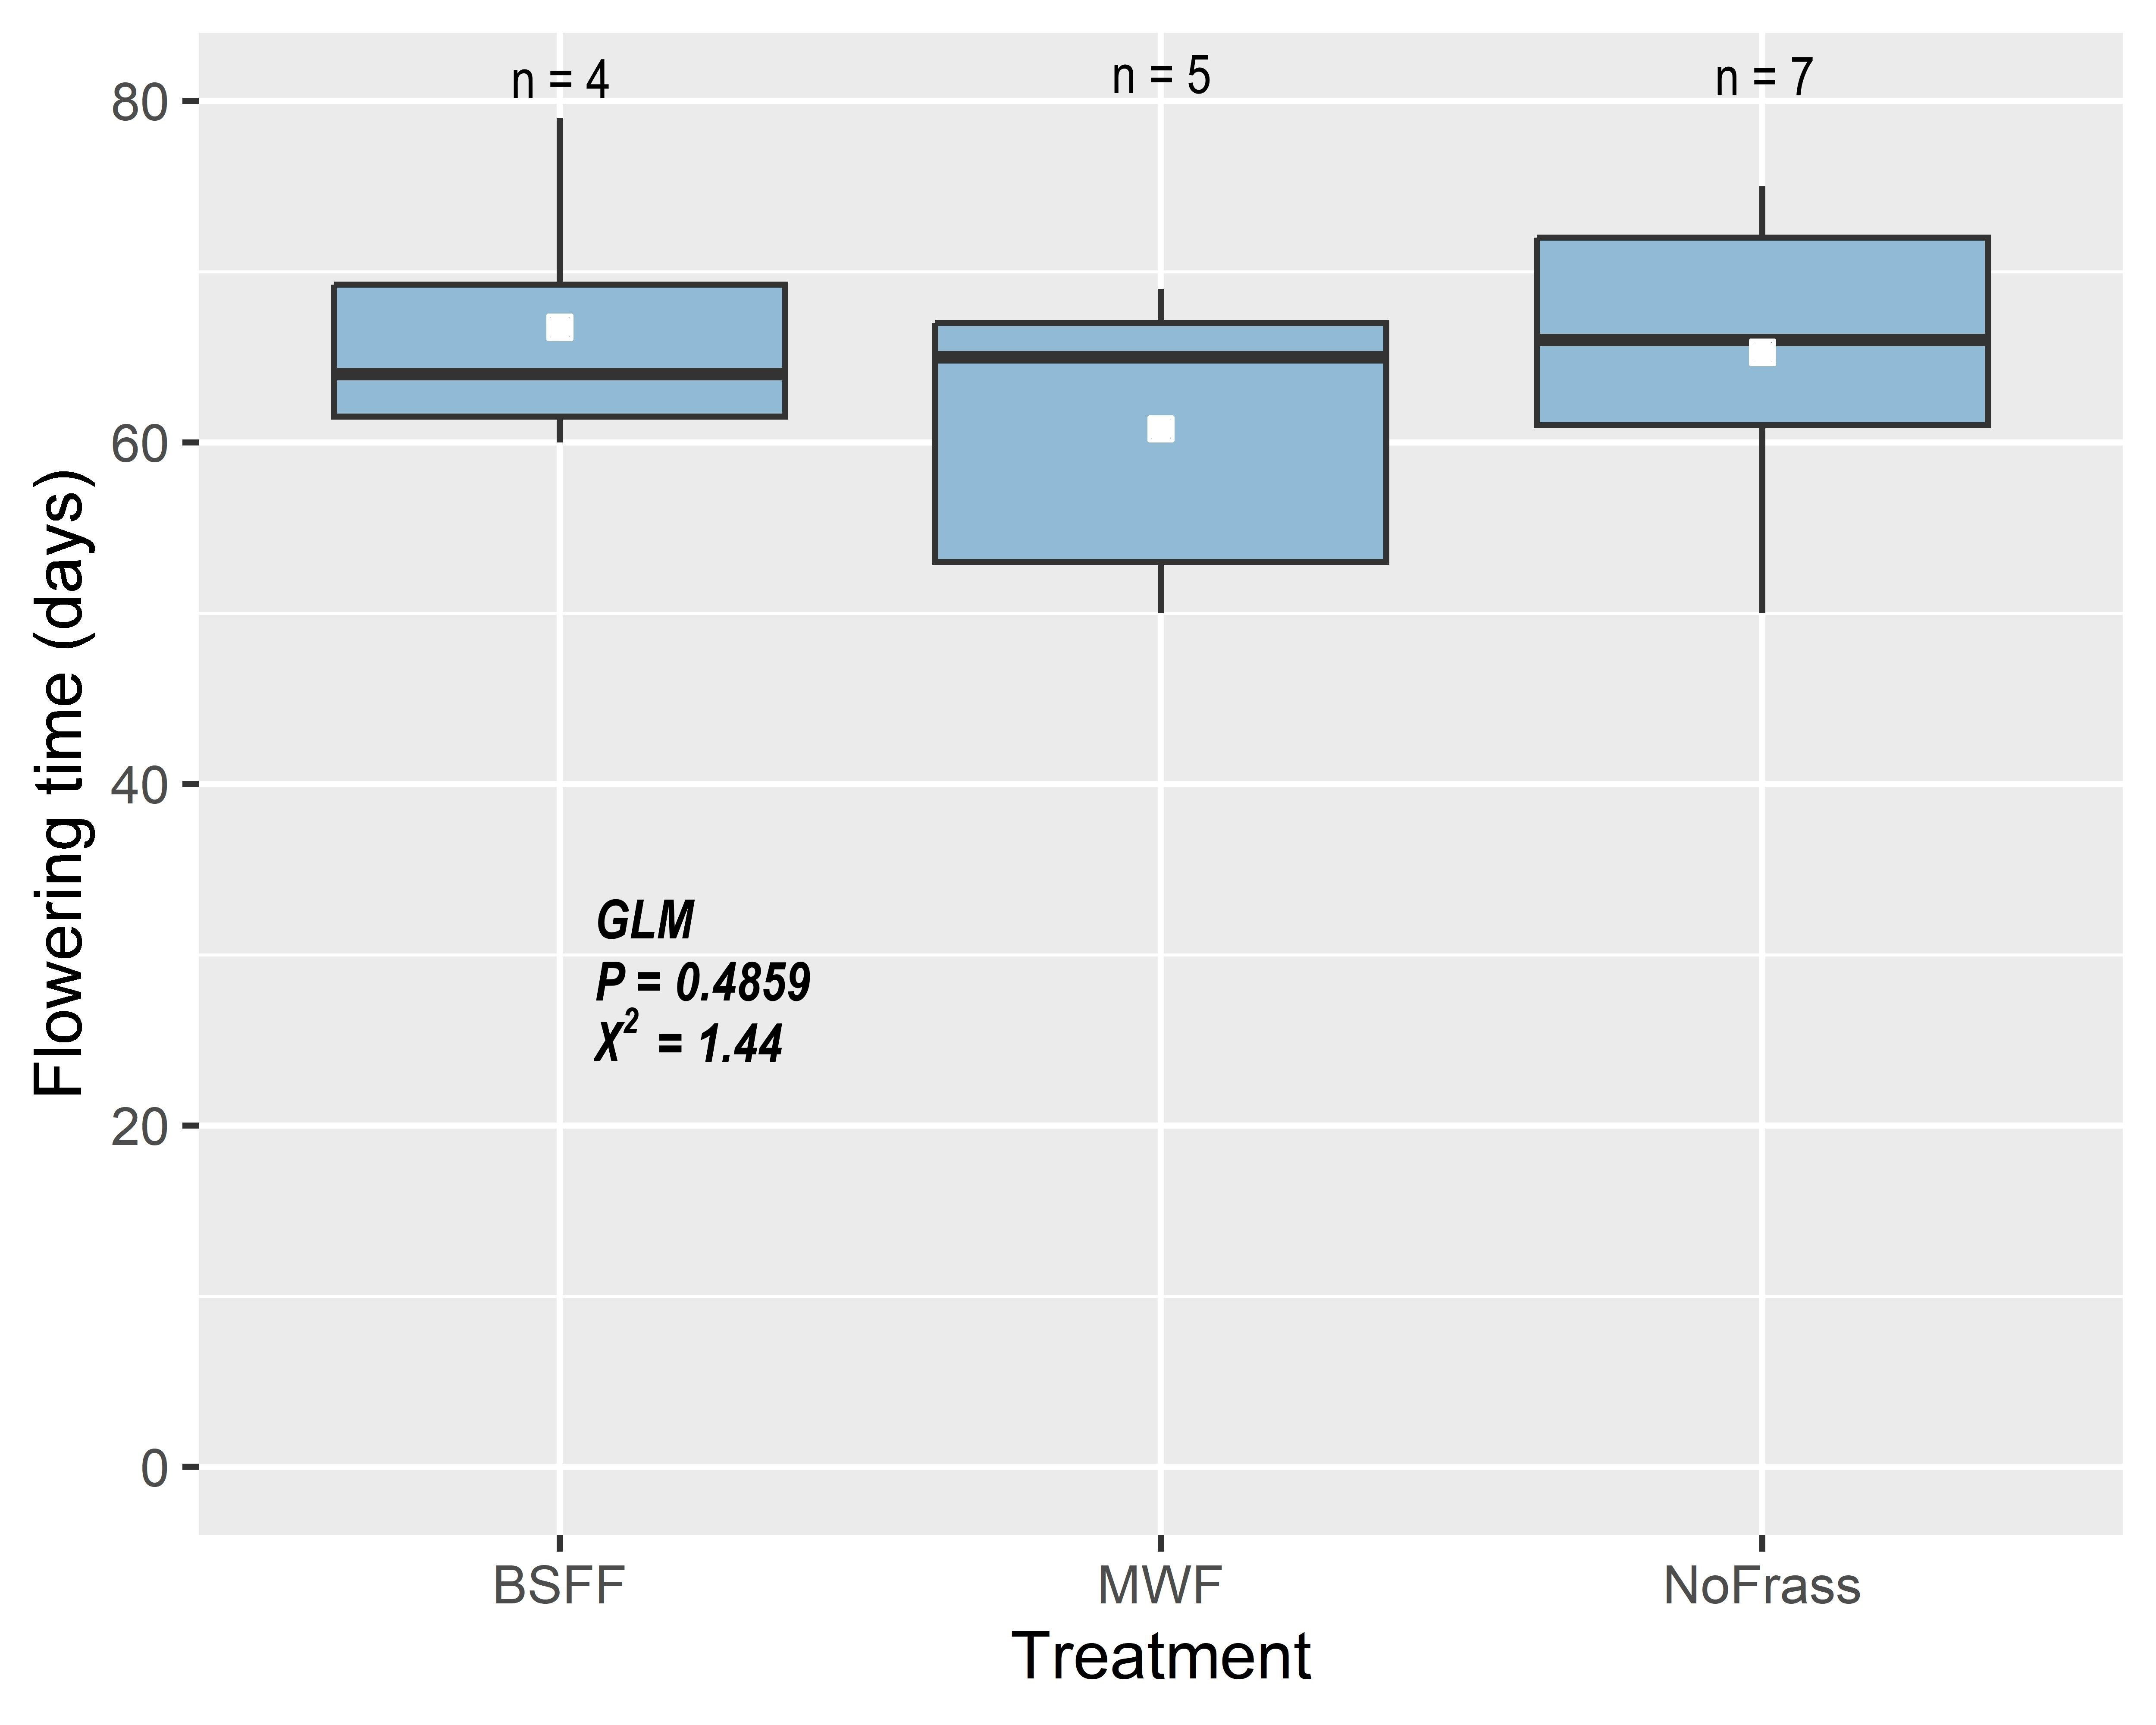 n = 4
n = 5
n = 7
80
60
40
20
0
Flowering time (days)
GLM
P = 0.4859
X² = 1.44
BSFF
MWF
NoFrass
Treatment